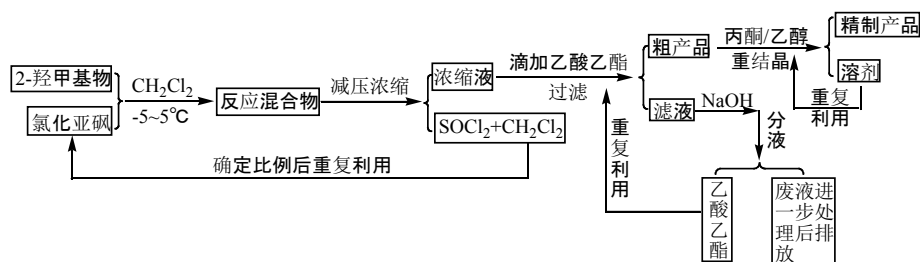 2-羟甲基物
氯化亚砜
CH₂Cl₂
-5~5℃
反应混合物
减压浓缩
浓缩液
SOCl₂+CH₂Cl₂
确定比例后重复利用
滴加乙酸乙酯
过滤
重复利用
粗产品
滤液
丙酮/乙醇
重结晶
精制产品
溶剂
重复
利用
NaOH
分液
乙酸乙酯
废液进
一步处
理后排
放